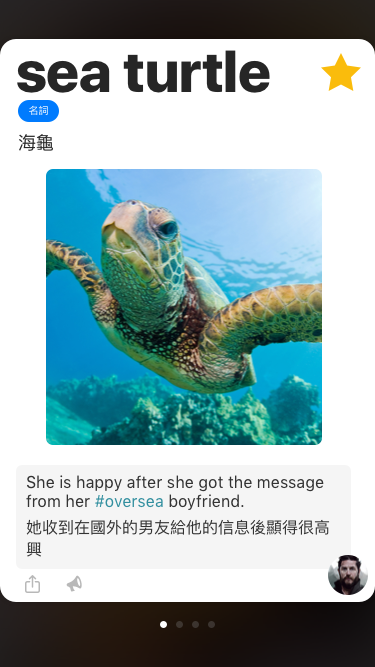 sea turtle
名詞
海龜
She is happy after she got the message
from her #oversea boyfriend.
她收到在國外的男友給他的信息後顯得很高
興